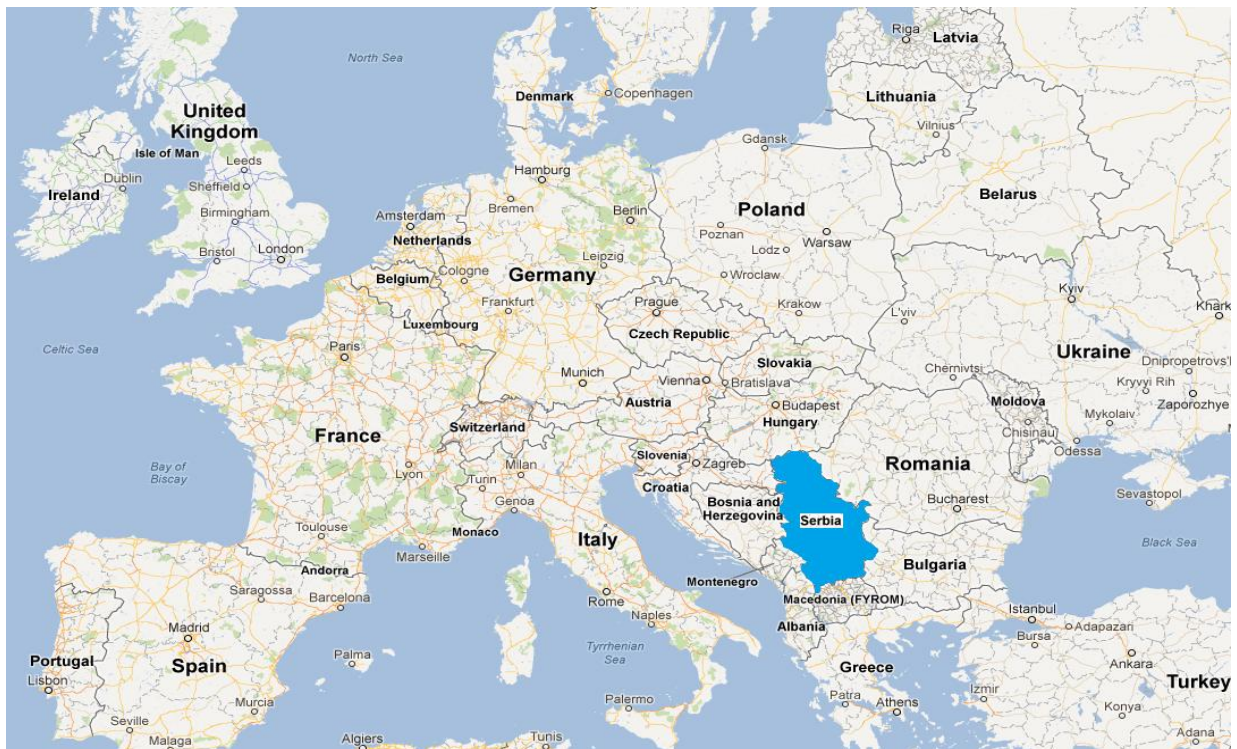 Riga
Latvia
North Sea
Denmark
Copenhagen
Lithuania
Vilnius
United
Kingdom
Isle of Man
Leeds
Dublin
Sheffield
Ireland
Gdansk
Hamburg
Belarus
Birmingham
Bremen
Berlin
Poland
Amsterdam
Poznan
Warsaw
Netherlands
Lodz
London
Bristol
Leipzig
Belgium
Cologne
Germany
Wroclaw
Kyiv
Frankfurt
Prague
Krakow
L'viv
Khark
Luxembourg
Czech Republic
Celtic Sea
Paris
Ukraine
Slovakia
Dnipropetrovs'l
Chernivtsi
Munich
Vienna
Bratislava
Kryvyi Rih
Zaporozhye
Austria
Budapest
Moldova
Mykolaiv
Hungary
Switzerland
Chisinau
France
Odessa
Slovenia
Zagreb
Romania
Bay of
Biscay
Lyon
Milan
Turin
Croatia
Genoa
Bosnia and
Herzegovina
Bucharest
Sevastopol
Serbia
Toulouse
Monaco
Italy
Marseille
Black Sea
Andorra
Bulgaria
Montenegro
Saragossa
Barcelona
Rome
Macedonia (FYROM)
Naples
Istanbul
Albania
Adapazari
Madrid
Bursa
Tyrrhenian
Sea
Palma
Ankara
Portugal
Spain
Greece
Lisbon
Turkey
Palermo
Patra
Athens
Izmir
Murcia
Konya
Seville
Malaga
Algiers
Tunis
Adana